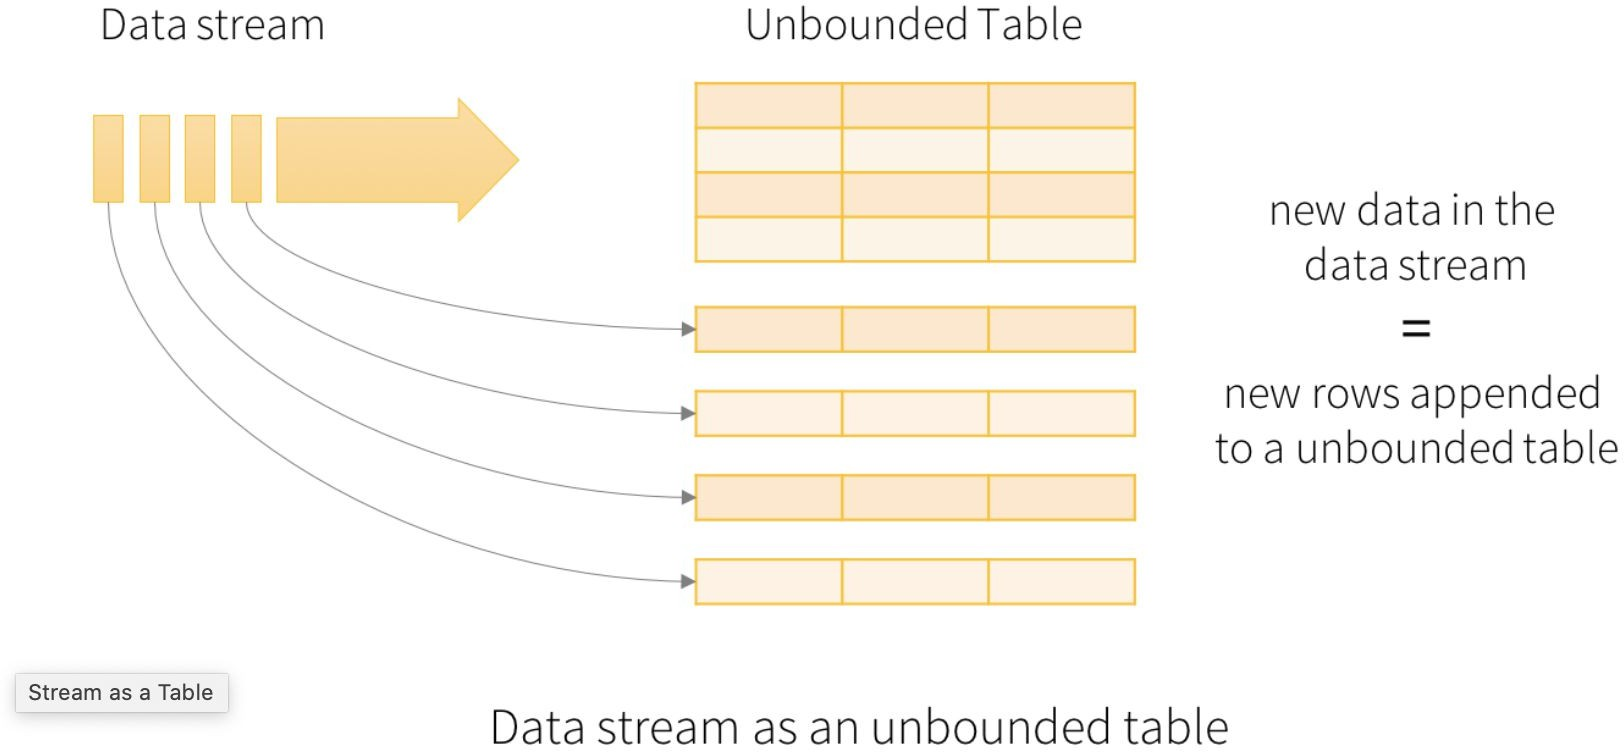 Data stream
Unbounded Table
new data in the
data stream
=
new rows appended
to a unbounded table
Stream as a Table
Data stream as an unbounded table